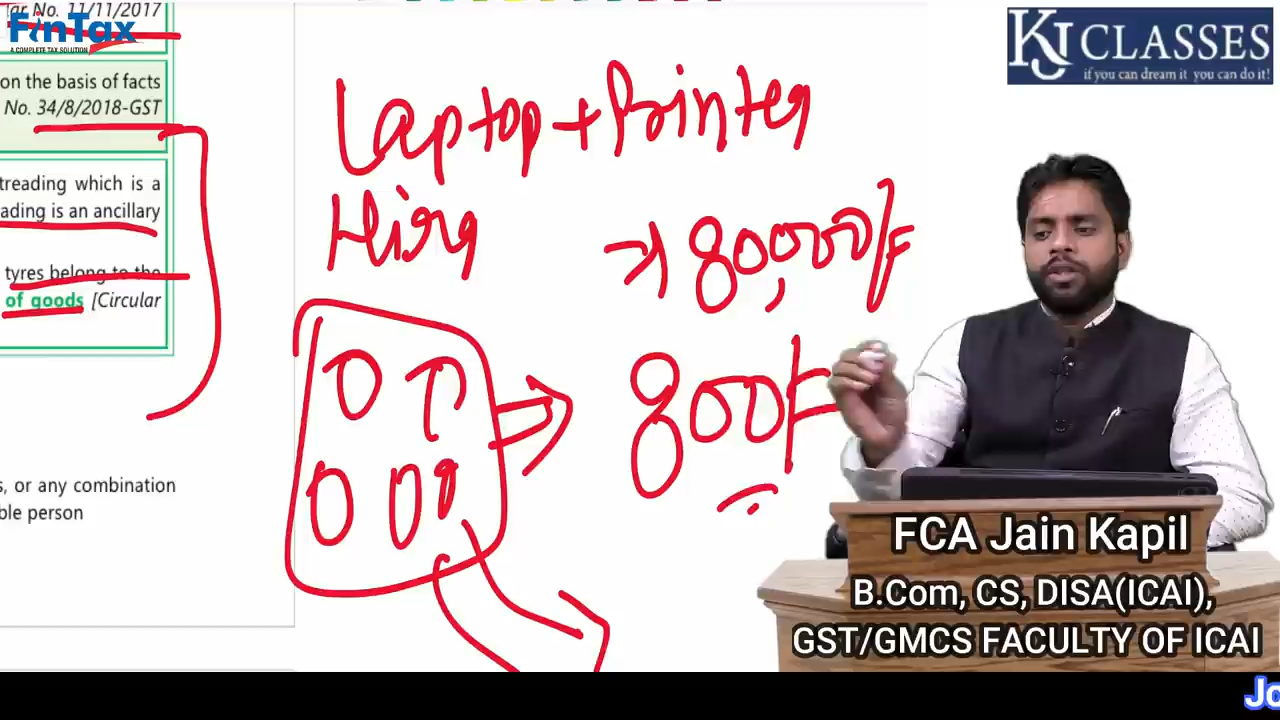 ar No. 11/11/2017
FinTax
A COMPLETE TAX SOLUTION
on the basis of facts
No. 34/8/2018-GST
treading which is a
ading is an ancillary
tyres belong to the
of goods [Circular
s, or any combination
ble person
Laptop + Printer
→ 80,000/-
800/-
KJ CLASSES
if you can dream it you can do it!
FCA Jain Kapil
B.Com, CS, DISA(ICAI),
GST/GMCS FACULTY OF ICAI
Jo